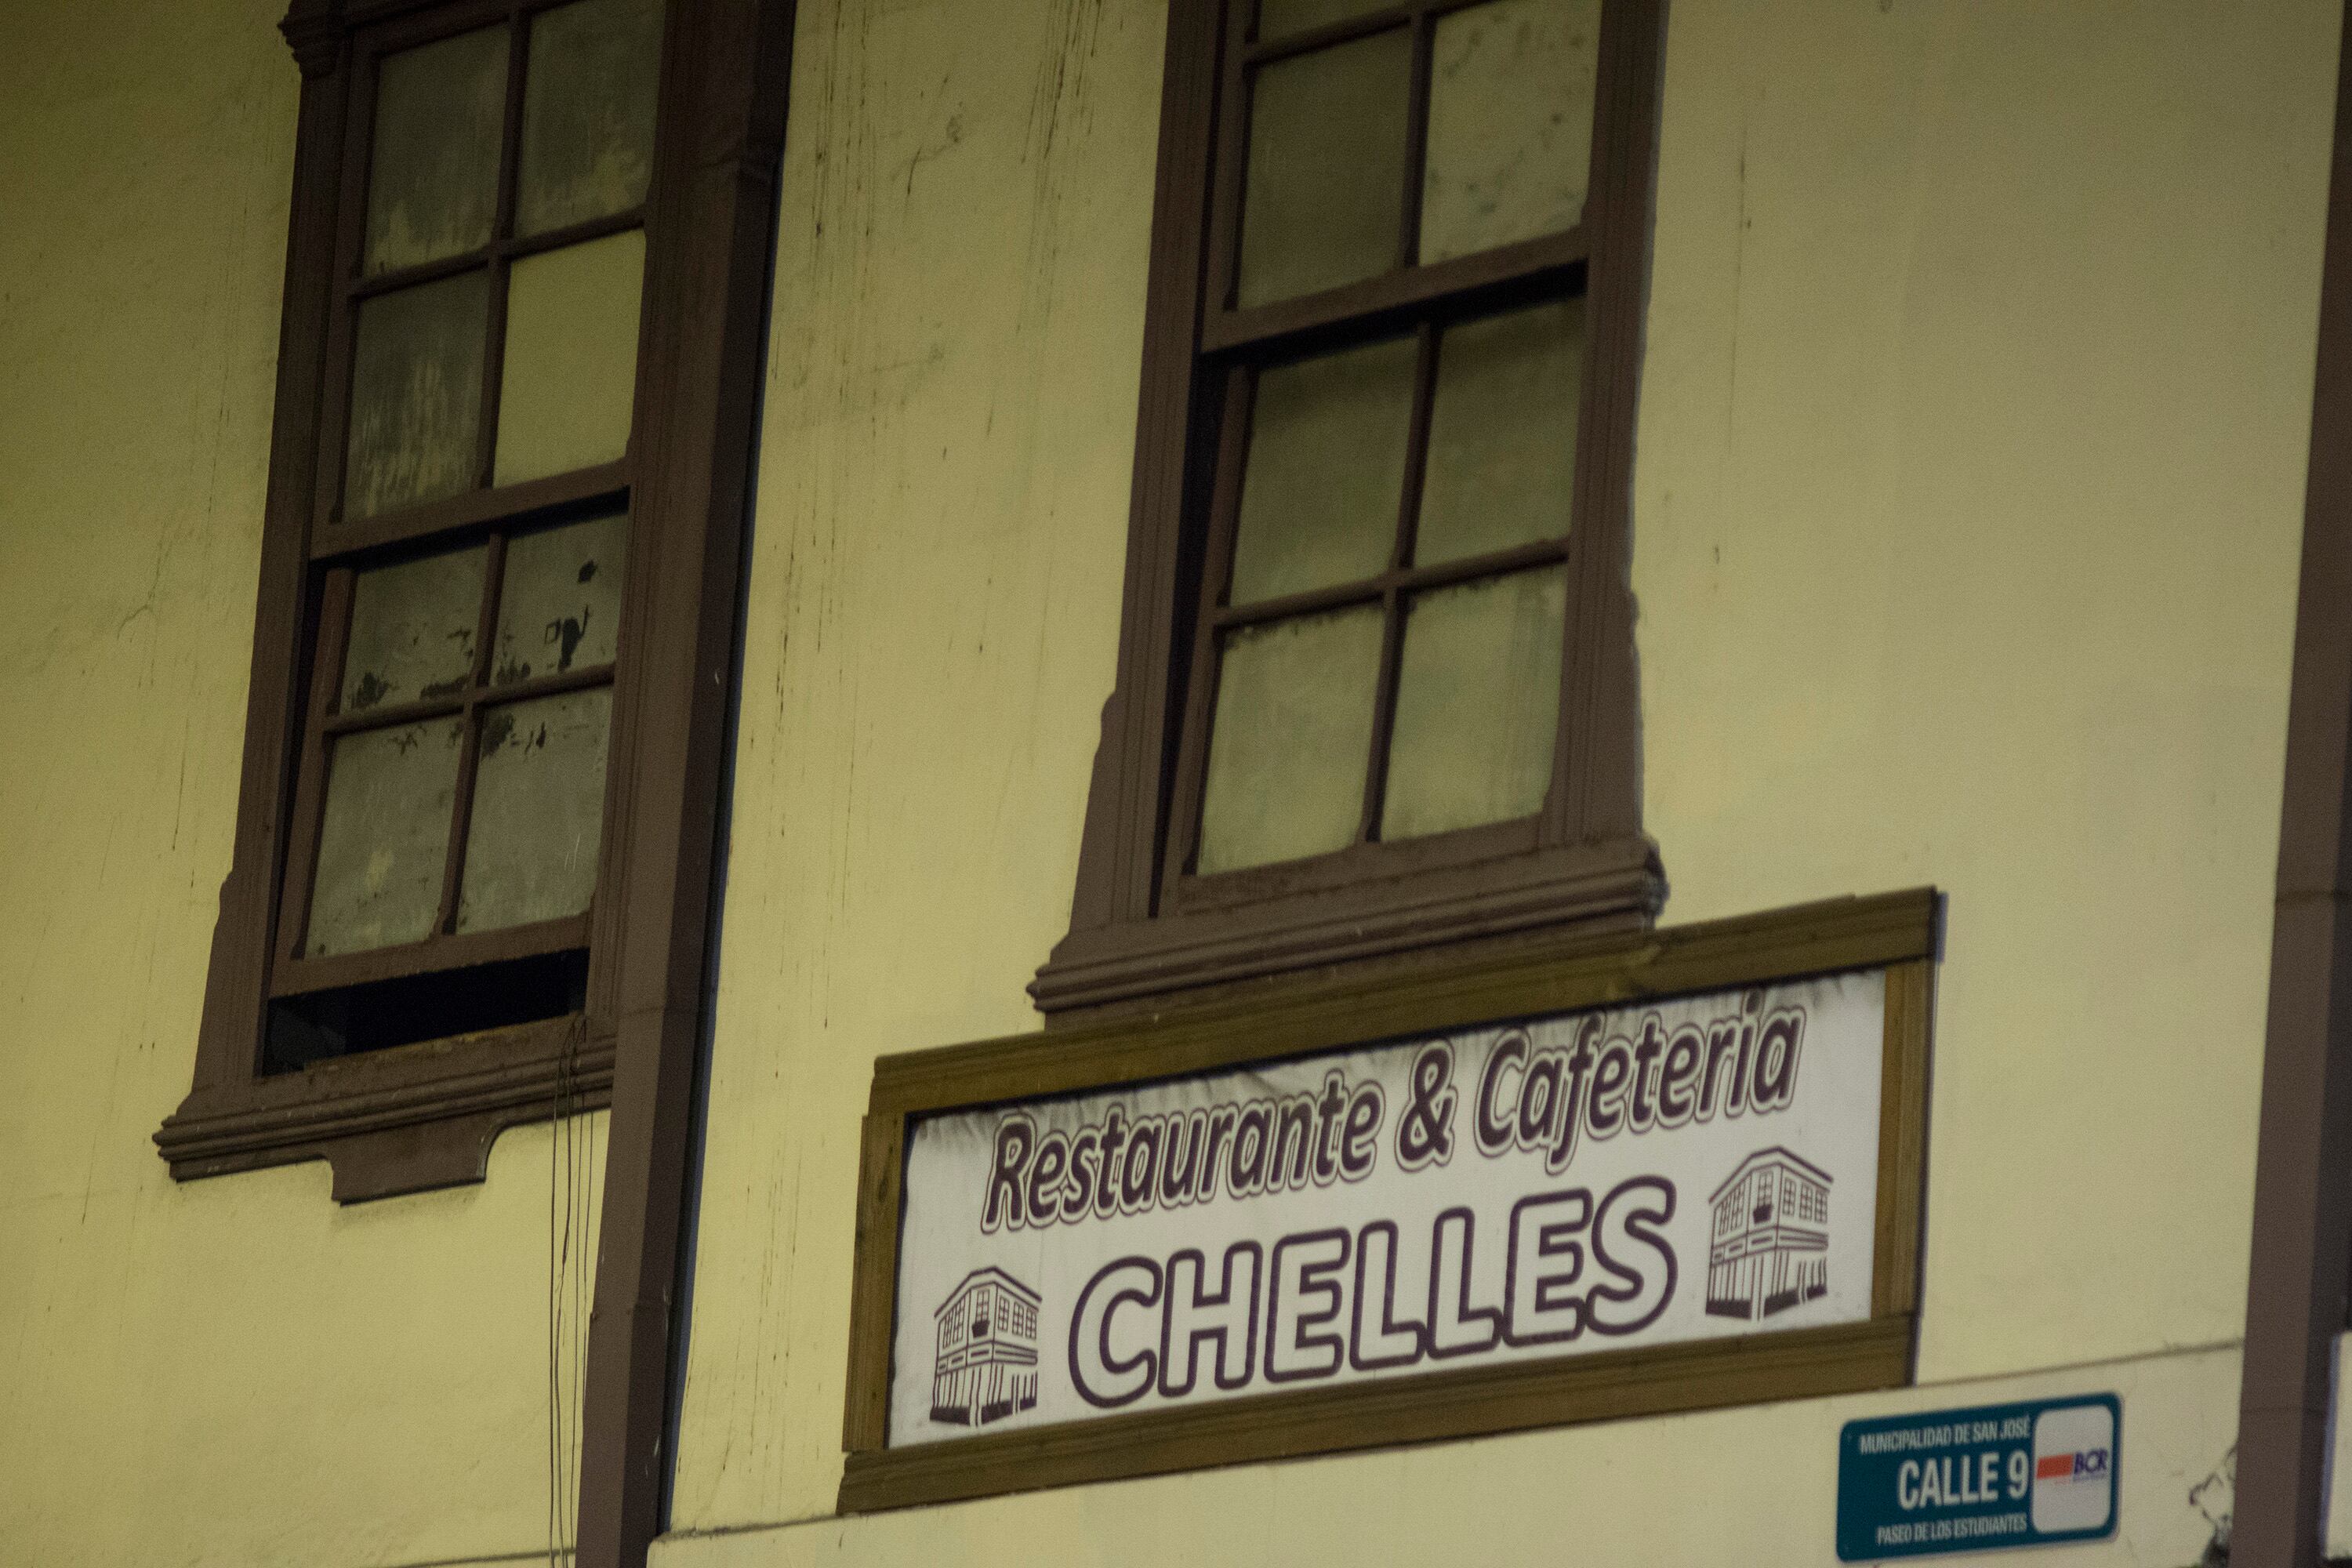 Restaurante & Cafeteria
CHELLES
MUNICIPALIDAD DE SAN JOSÉ
CALLE 9
PASEO DE LOS ESTUDIANTES
BCR